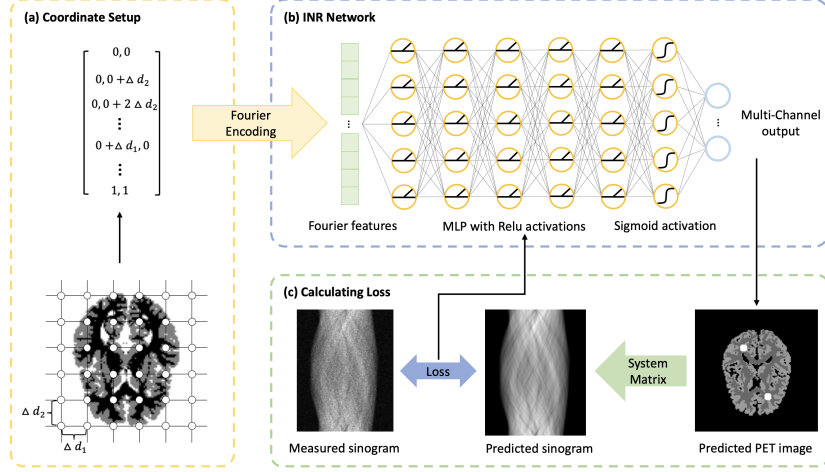 (a) Coordinate Setup
0, 0
0, 0 + Δ d₂
0, 0 + 2 Δ d₂
⋮
0 + Δ d₁, 0
⋮
1, 1
Δ d₂
Δ d₁
Fourier
Encoding
(b) INR Network
...
...
Multi-Channel
output
Fourier features
MLP with Relu activations
Sigmoid activation
(c) Calculating Loss
Loss
System
Matrix
Measured sinogram
Predicted sinogram
Predicted PET image